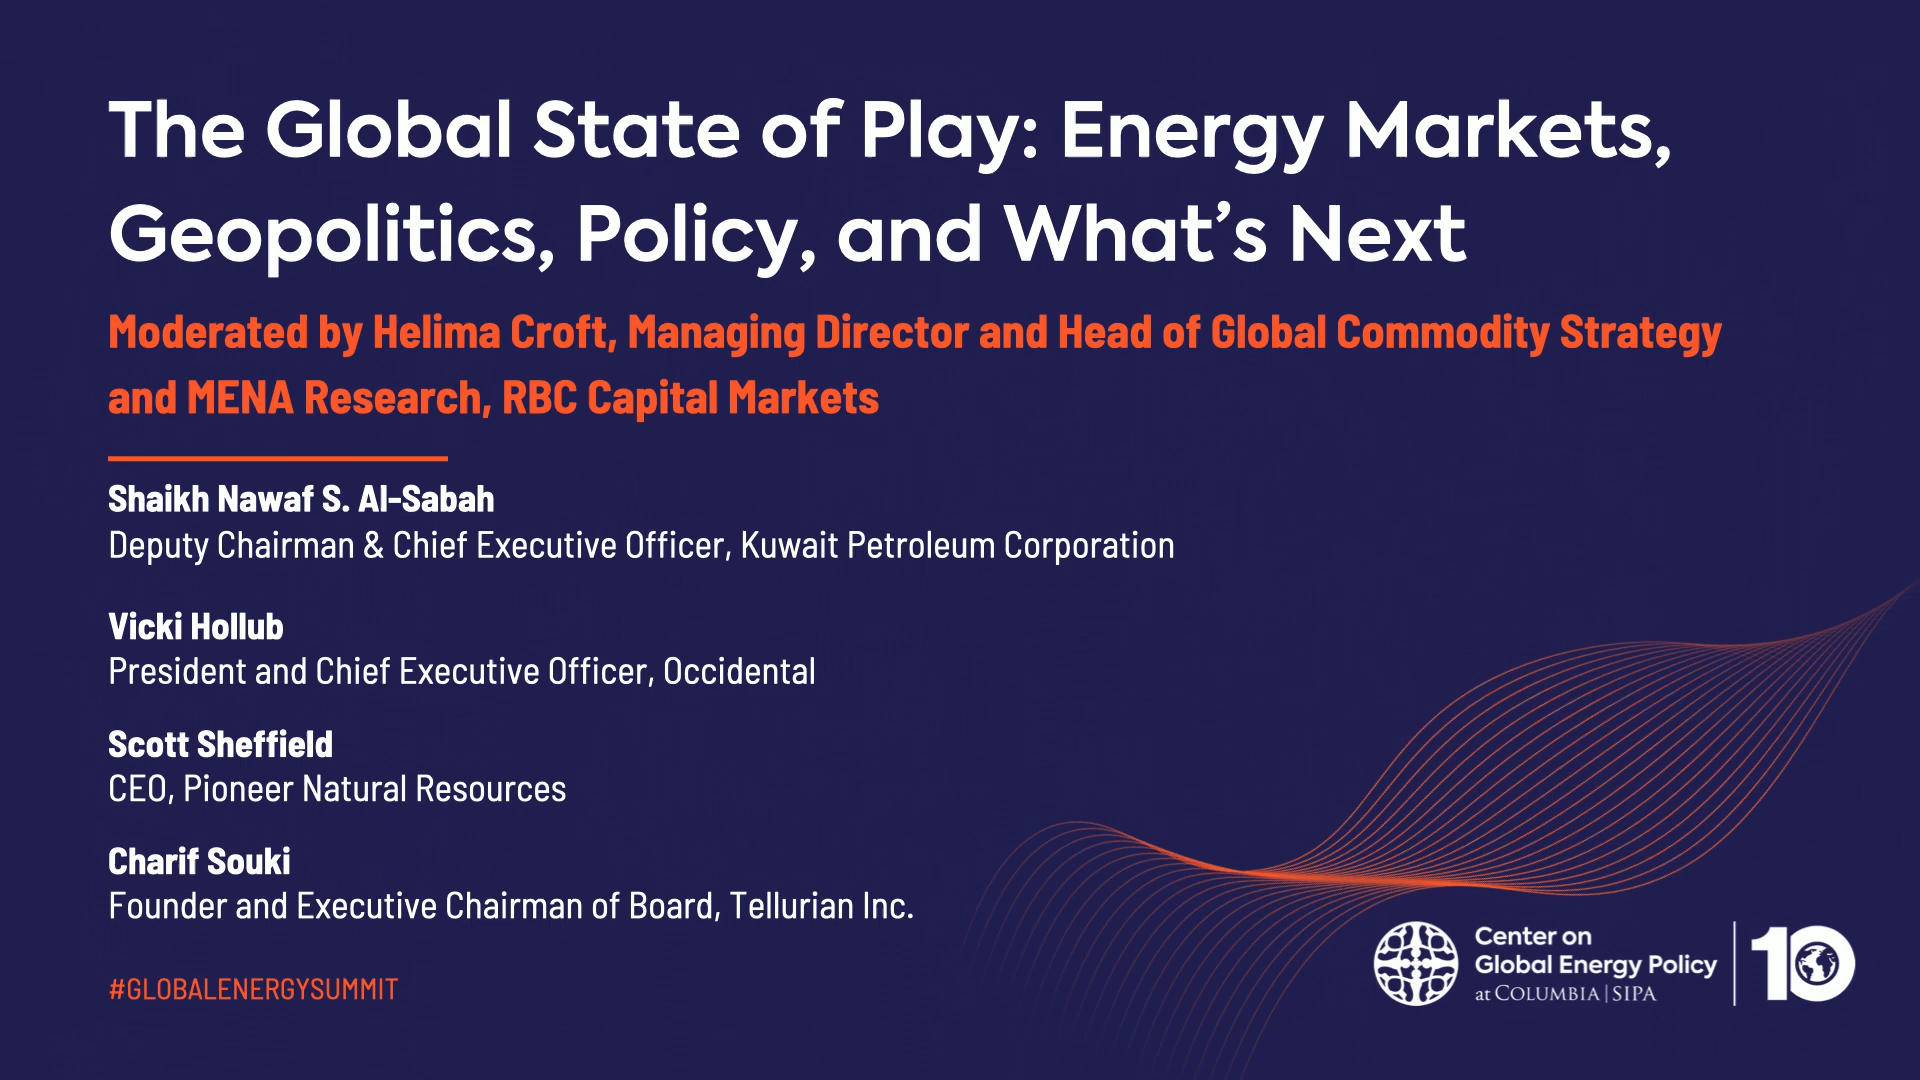 The Global State of Play: Energy Markets,
Geopolitics, Policy, and What’s Next
Moderated by Helima Croft, Managing Director and Head of Global Commodity Strategy
and MENA Research, RBC Capital Markets
Shaikh Nawaf S. Al-Sabah
Deputy Chairman & Chief Executive Officer, Kuwait Petroleum Corporation
Vicki Hollub
President and Chief Executive Officer, Occidental
Scott Sheffield
CEO, Pioneer Natural Resources
Charif Souki
Founder and Executive Chairman of Board, Tellurian Inc.
#GLOBALENERGYSUMMIT
Center on
Global Energy Policy
at COLUMBIA | SIPA
10